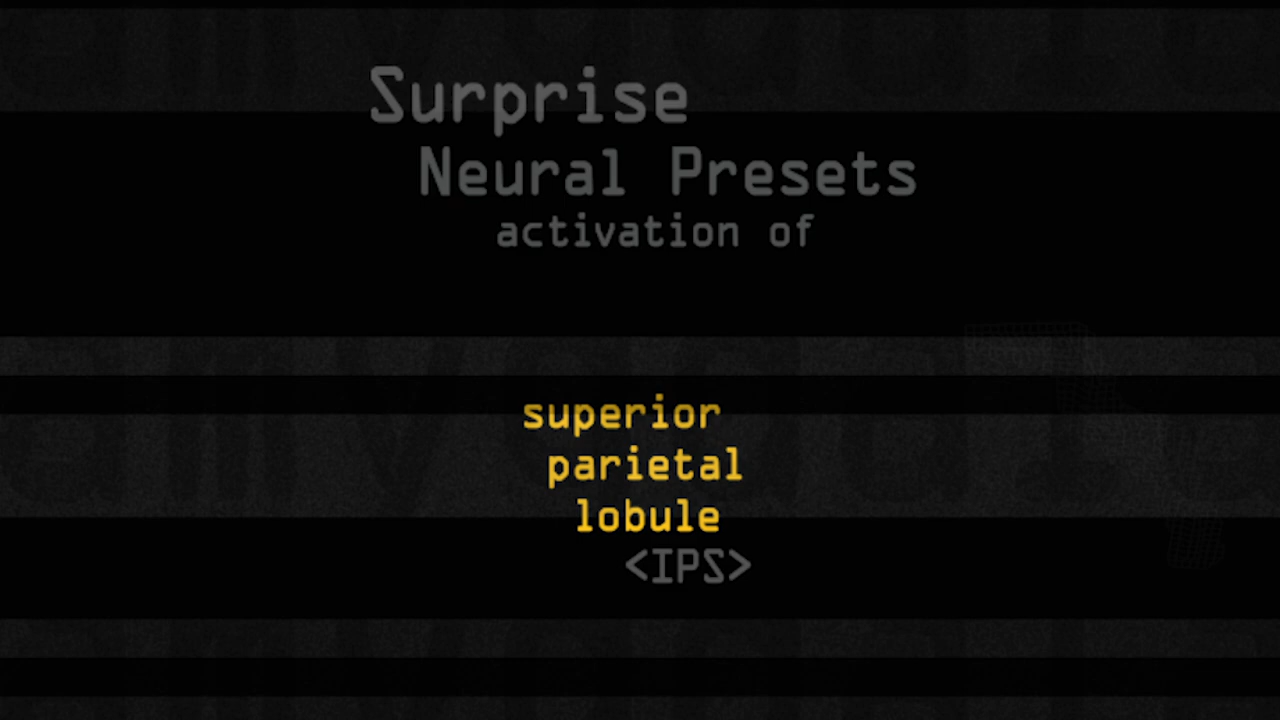 Surprise
Neural Presets
activation of
superior
parietal
lobule
<IPS>